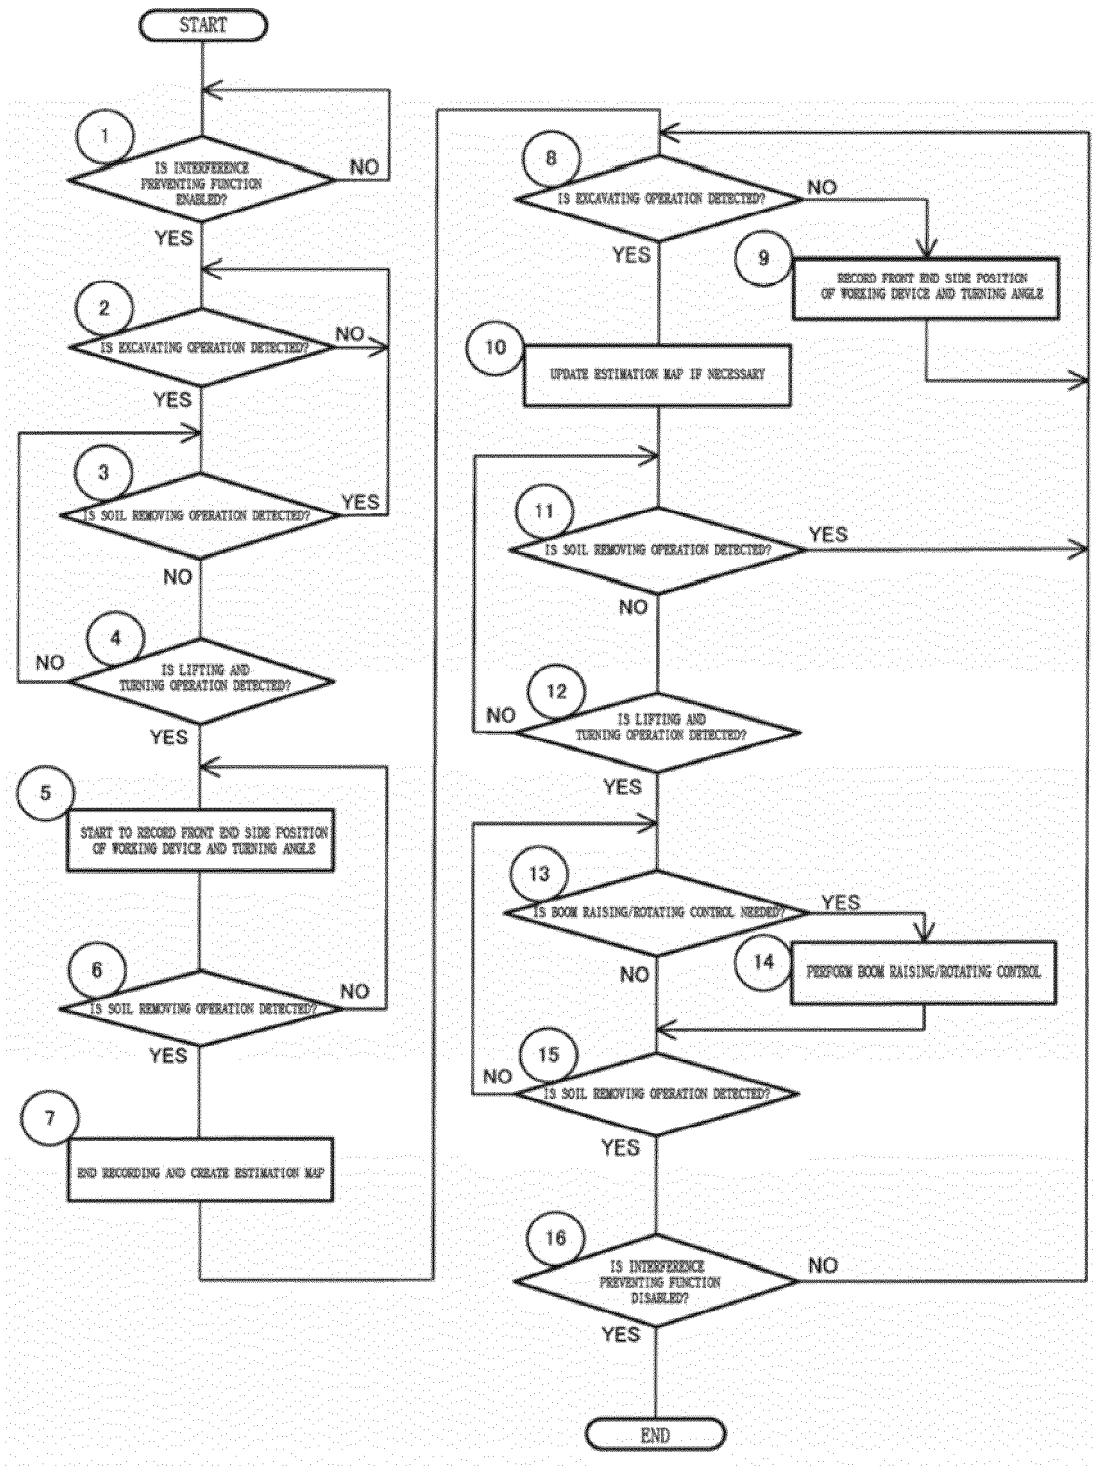 START
1
IS INTERFERENCE
PREVENTING FUNCTION
ENABLED?
NO
YES
2
IS EXCAVATING OPERATION DETECTED?
NO
YES
3
IS SOIL REMOVING OPERATION DETECTED?
YES
NO
4
IS LIFTING AND
TURNING OPERATION DETECTED?
NO
YES
5
START TO RECORD FRONT END SIDE POSITION
OF WORKING DEVICE AND TURNING ANGLE
6
IS SOIL REMOVING OPERATION DETECTED?
NO
YES
7
END RECORDING AND CREATE ESTIMATION MAP
8
IS EXCAVATING OPERATION DETECTED?
NO
YES
9
RECORD FRONT END SIDE POSITION
OF WORKING DEVICE AND TURNING ANGLE
10
UPDATE ESTIMATION MAP IF NECESSARY
11
IS SOIL REMOVING OPERATION DETECTED?
YES
NO
12
IS LIFTING AND
TURNING OPERATION DETECTED?
NO
YES
13
IS BOOM RAISING/ROTATING CONTROL NEEDED?
YES
NO
14
PERFORM BOOM RAISING/ROTATING CONTROL
15
IS SOIL REMOVING OPERATION DETECTED?
NO
YES
16
IS INTERFERENCE
PREVENTING FUNCTION
DISABLED?
NO
YES
END